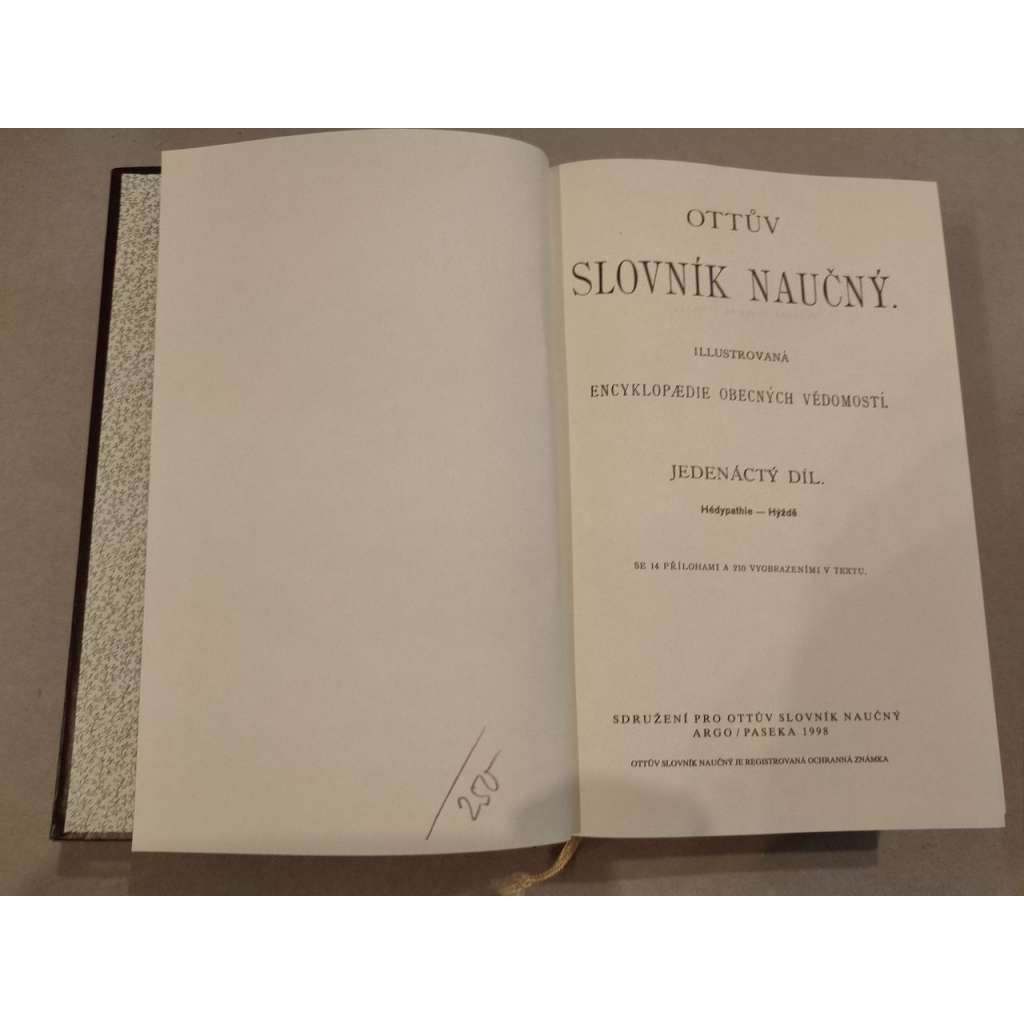 250
OTTŮV
SLOVNÍK NAUČNÝ.
ILLUSTROVANÁ
ENCYKLOPÆDIE OBECNÝCH VĚDOMOSTÍ.
JEDENÁCTÝ DÍL.
Hédypathie — Hýždě
SE 14 PŘÍLOHAMI A 210 VYOBRAZENÍMI V TEXTU.
SDRUŽENÍ PRO OTTŮV SLOVNÍK NAUČNÝ
ARGO / PASEKA 1998
OTTŮV SLOVNÍK NAUČNÝ JE REGISTROVANÁ OCHRANNÁ ZNÁMKA